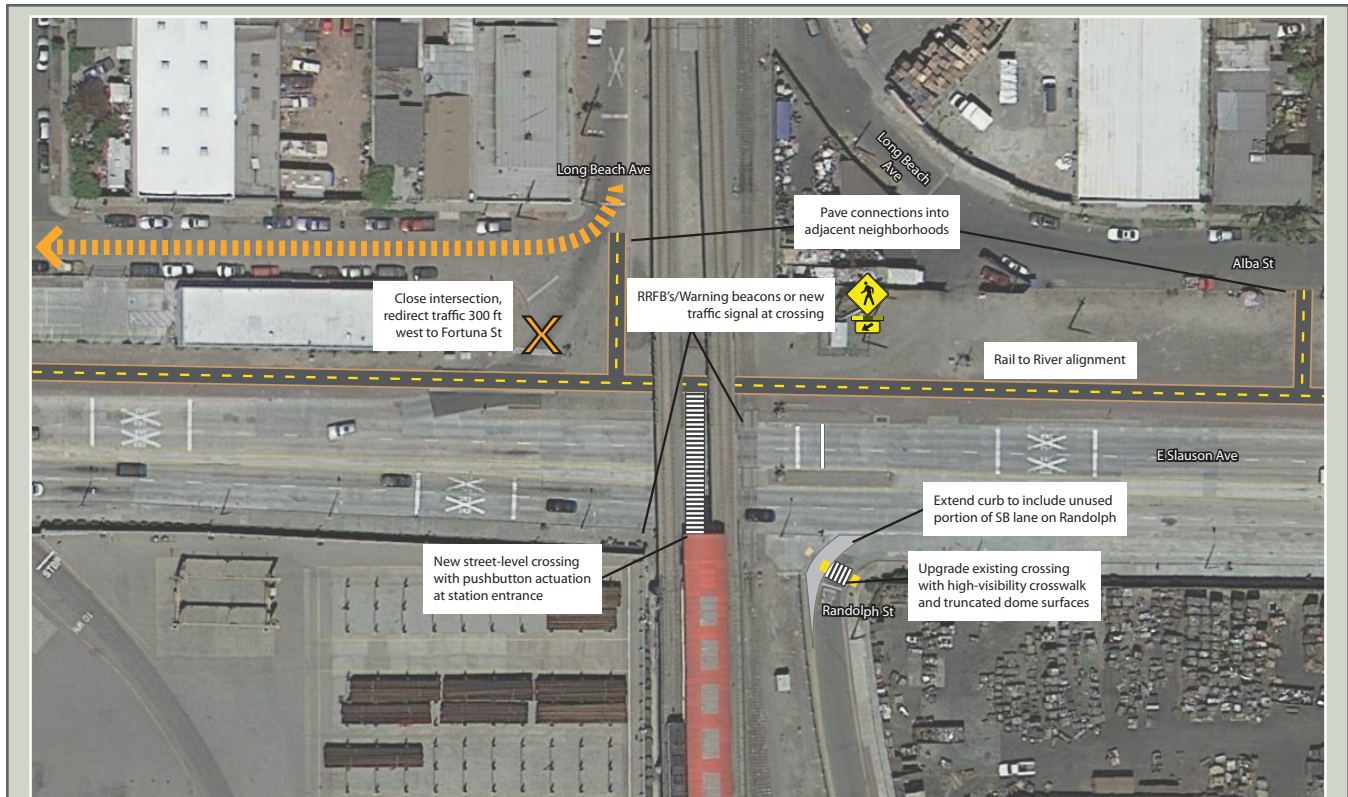 Long Beach Ave
Long Beach
Ave
Pave connections into
adjacent neighborhoods
Alba St
Close intersection,
redirect traffic 300 ft
west to Fortuna St
RRFB's/Warning beacons or new
traffic signal at crossing
Rail to River alignment
E Slauson Ave
Extend curb to include unused
portion of SB lane on Randolph
New street-level crossing
with pushbutton actuation
at station entrance
Upgrade existing crossing
with high-visibility crosswalk
and truncated dome surfaces
Randolph St